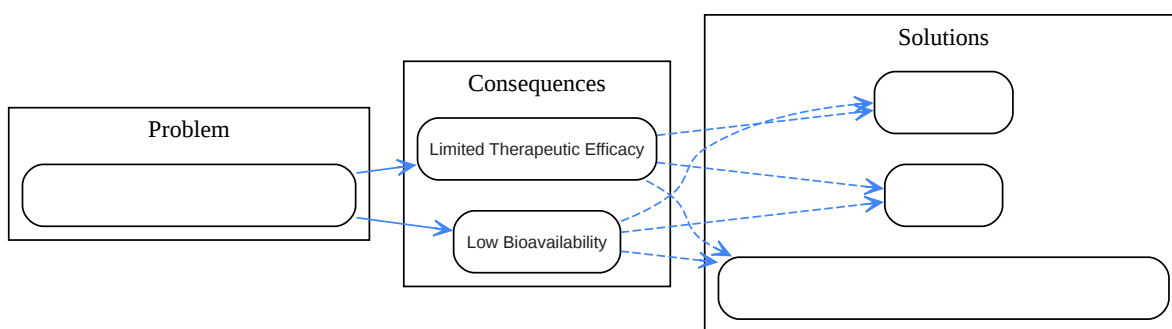 Problem
Consequences
Limited Therapeutic Efficacy
Low Bioavailability
Solutions